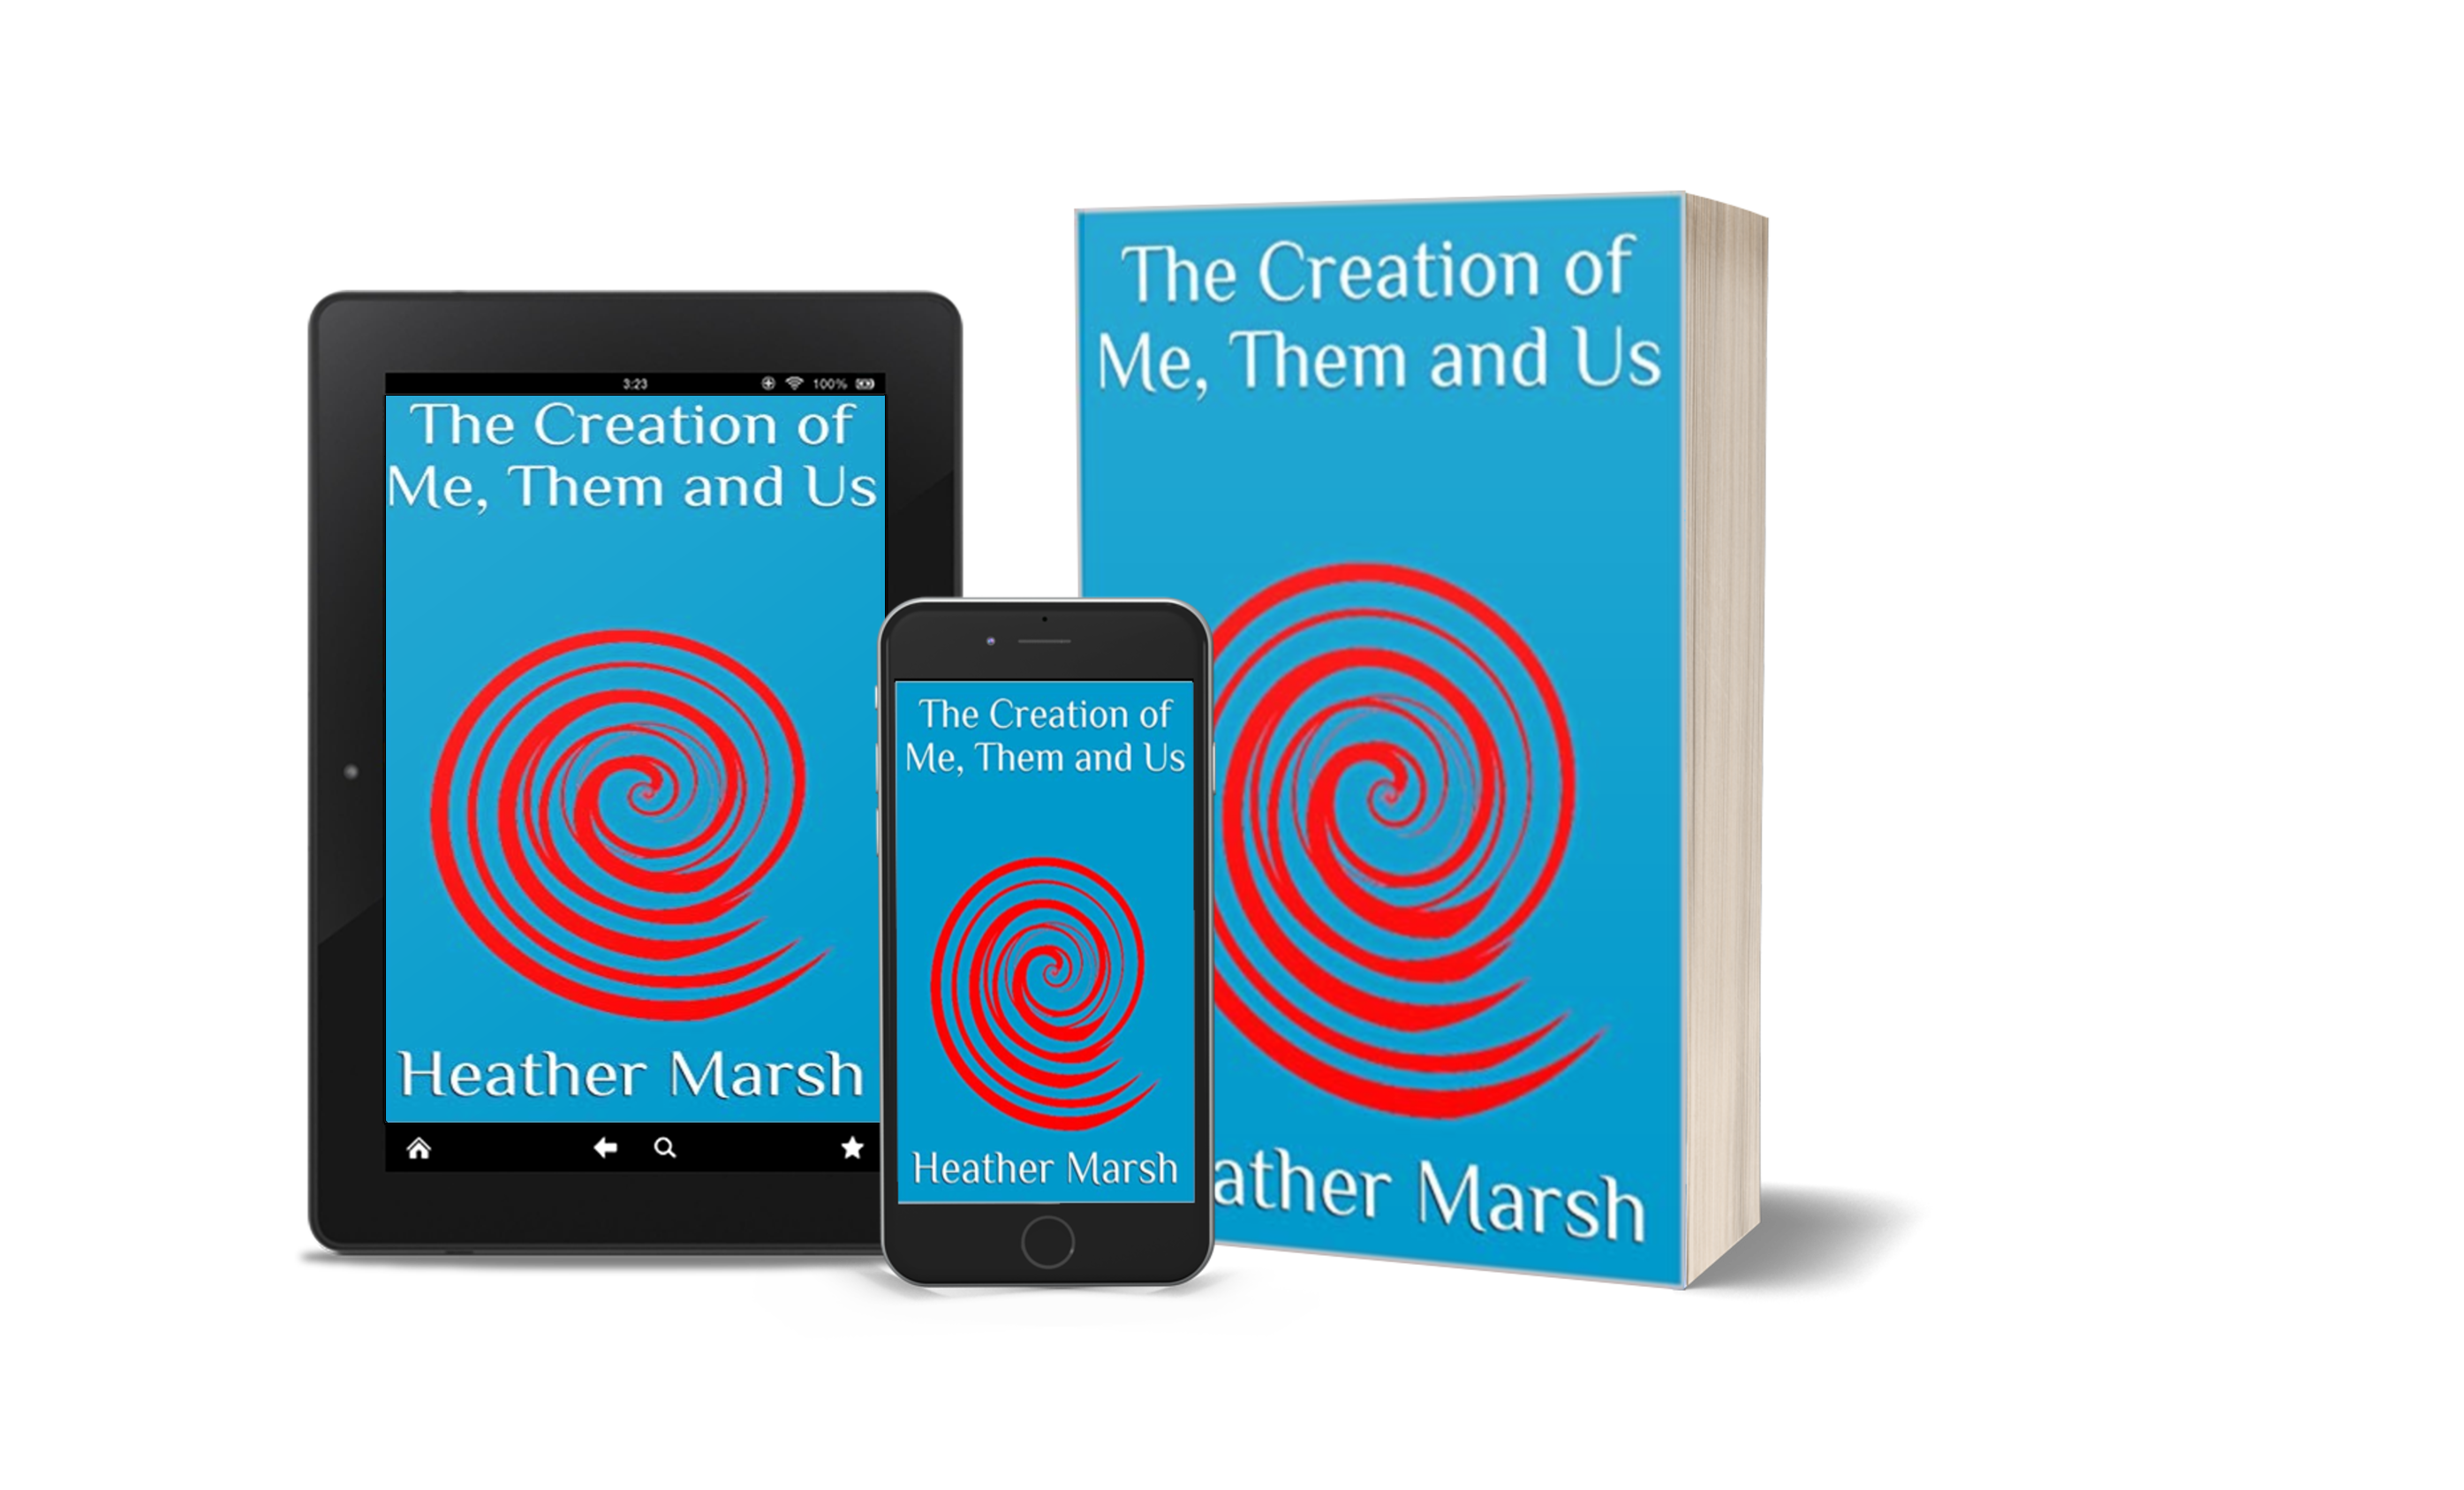 3:23
100%
The Creation of
Me, Them and Us
Heather Marsh
The Creation of
Me, Them and Us
Heather Marsh
The Creation of
Me, Them and Us
ather Marsh